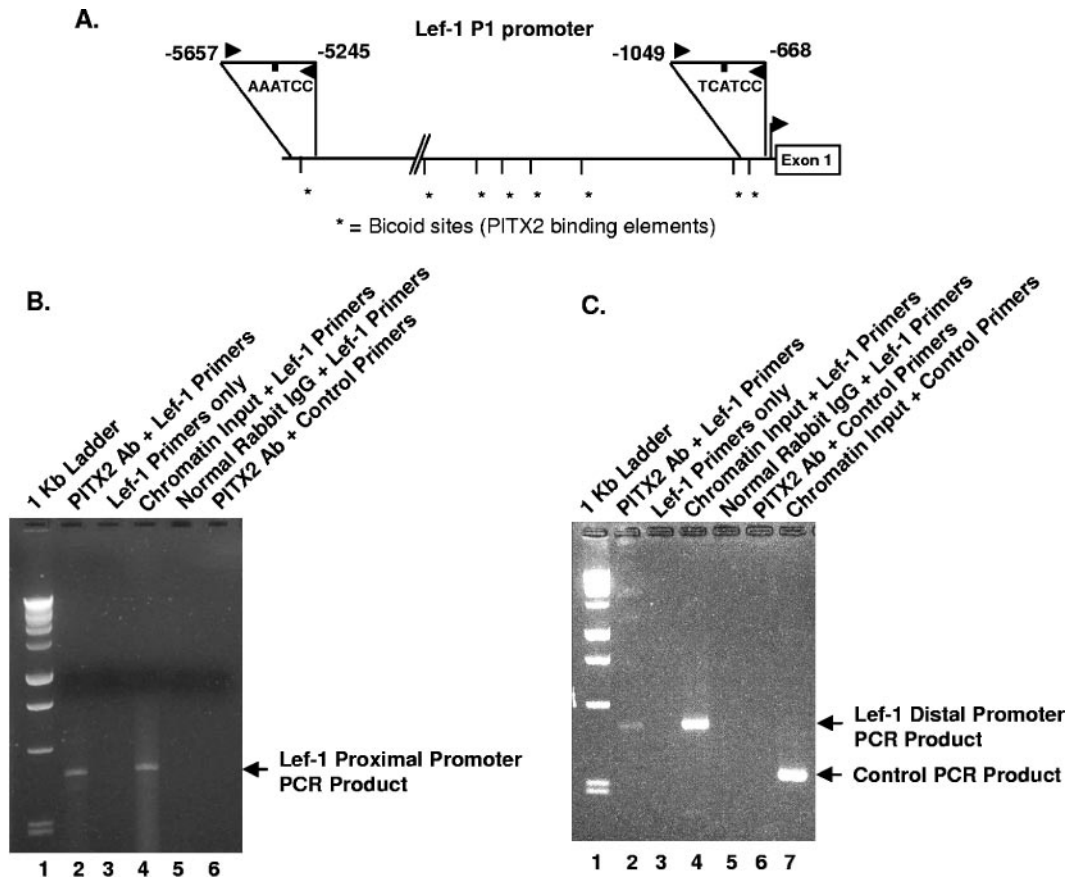 A.
Lef-1 P1 promoter
-5657
-5245
-1049
-668
AAATCC
TCATCC
Exon 1
* * * * * * * *
* = Bicoid sites (PITX2 binding elements)
B.
1 Kb Ladder
PITX2 Ab + Lef-1 Primers
Lef-1 Primers only
Chromatin Input + Lef-1 Primers
Normal Rabbit IgG + Lef-1 Primers
PITX2 Ab + Control Primers
Lef-1 Proximal Promoter
PCR Product
1 2 3 4 5 6
C.
1 Kb Ladder
PITX2 Ab + Lef-1 Primers
Lef-1 Primers only
Chromatin Input + Lef-1 Primers
Normal Rabbit IgG + Lef-1 Primers
PITX2 Ab + Control Primers
Chromatin Input + Control Primers
Lef-1 Distal Promoter
PCR Product
Control PCR Product
1 2 3 4 5 6 7